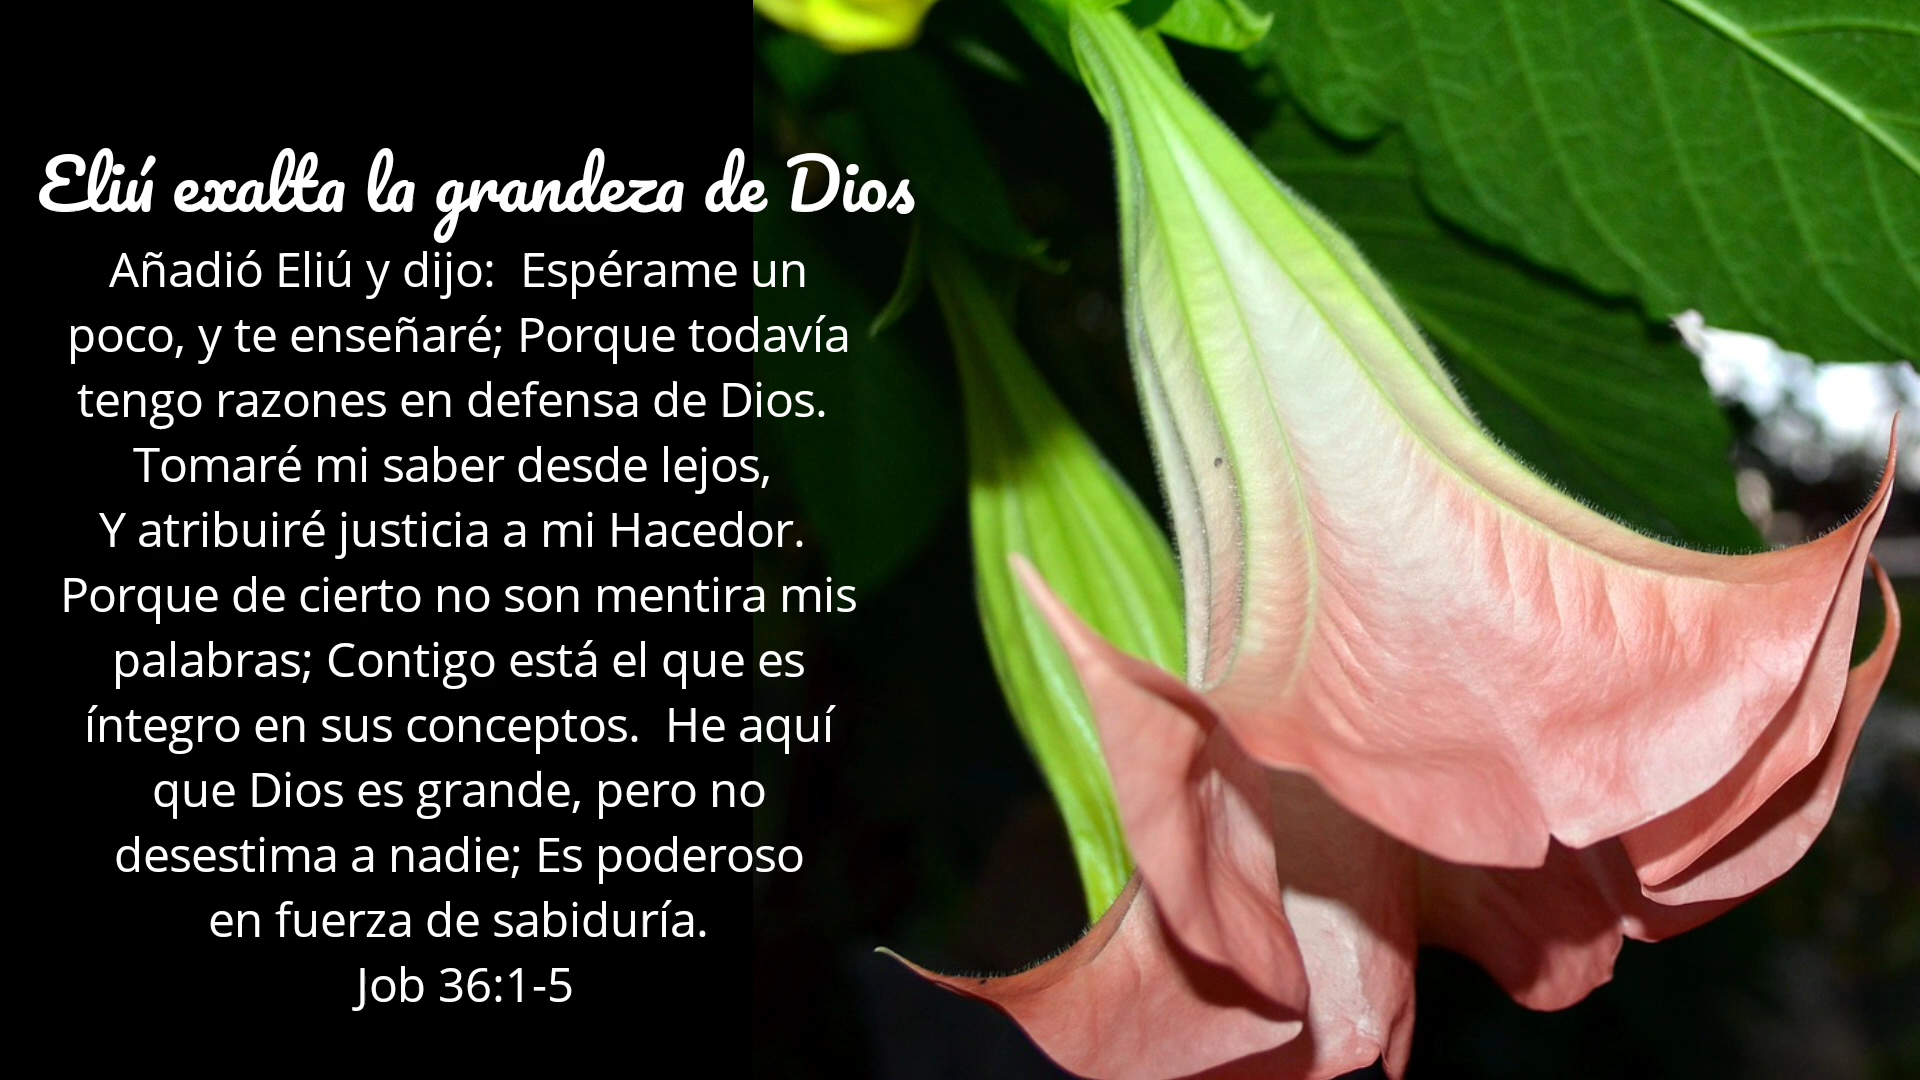 Eliú exalta la grandeza de Dios
Añadió Eliú y dijo:  Espérame un
poco, y te enseñaré; Porque todavía
tengo razones en defensa de Dios.
Tomaré mi saber desde lejos,
Y atribuiré justicia a mi Hacedor.
Porque de cierto no son mentira mis
palabras; Contigo está el que es
íntegro en sus conceptos.  He aquí
que Dios es grande, pero no
desestima a nadie; Es poderoso
en fuerza de sabiduría.
Job 36:1-5